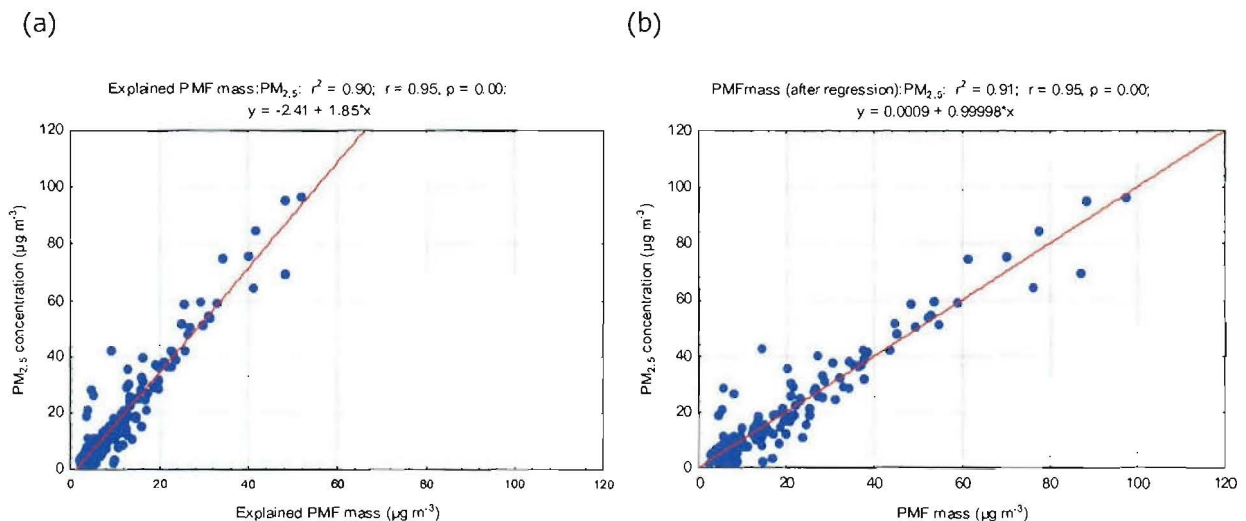 (a)
Explained PMF mass:PM2.5: r² = 0.90; r = 0.95, p = 0.00;
y = -2.41 + 1.85*x
120
100
80
60
40
20
0
PM2.5 concentration (µg m-3)
0 20 40 60 80 100 120
Explained PMF mass (µg m-3)
(b)
PMFmass (after regression):PM2.5: r² = 0.91; r = 0.95, p = 0.00;
y = 0.0009 + 0.99998*x
120
100
80
60
40
20
0
PM2.5 concentration (µg m-3)
0 20 40 60 80 100 120
PMF mass (µg m-3)